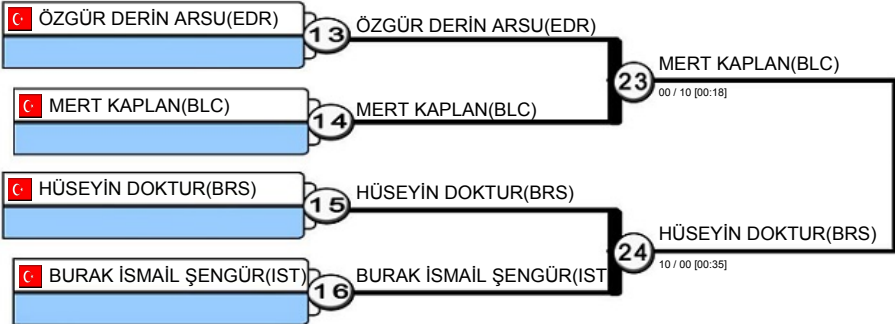 ÖZGÜR DERİN ARSU(EDR)
13
ÖZGÜR DERİN ARSU(EDR)
MERT KAPLAN(BLC)
23
00 / 10 [00:18]
MERT KAPLAN(BLC)
14
MERT KAPLAN(BLC)
HÜSEYİN DOKTUR(BRS)
15
HÜSEYİN DOKTUR(BRS)
HÜSEYİN DOKTUR(BRS)
24
10 / 00 [00:35]
BURAK İSMAİL ŞENGÜR(IST)
16
BURAK İSMAİL ŞENGÜR(IST